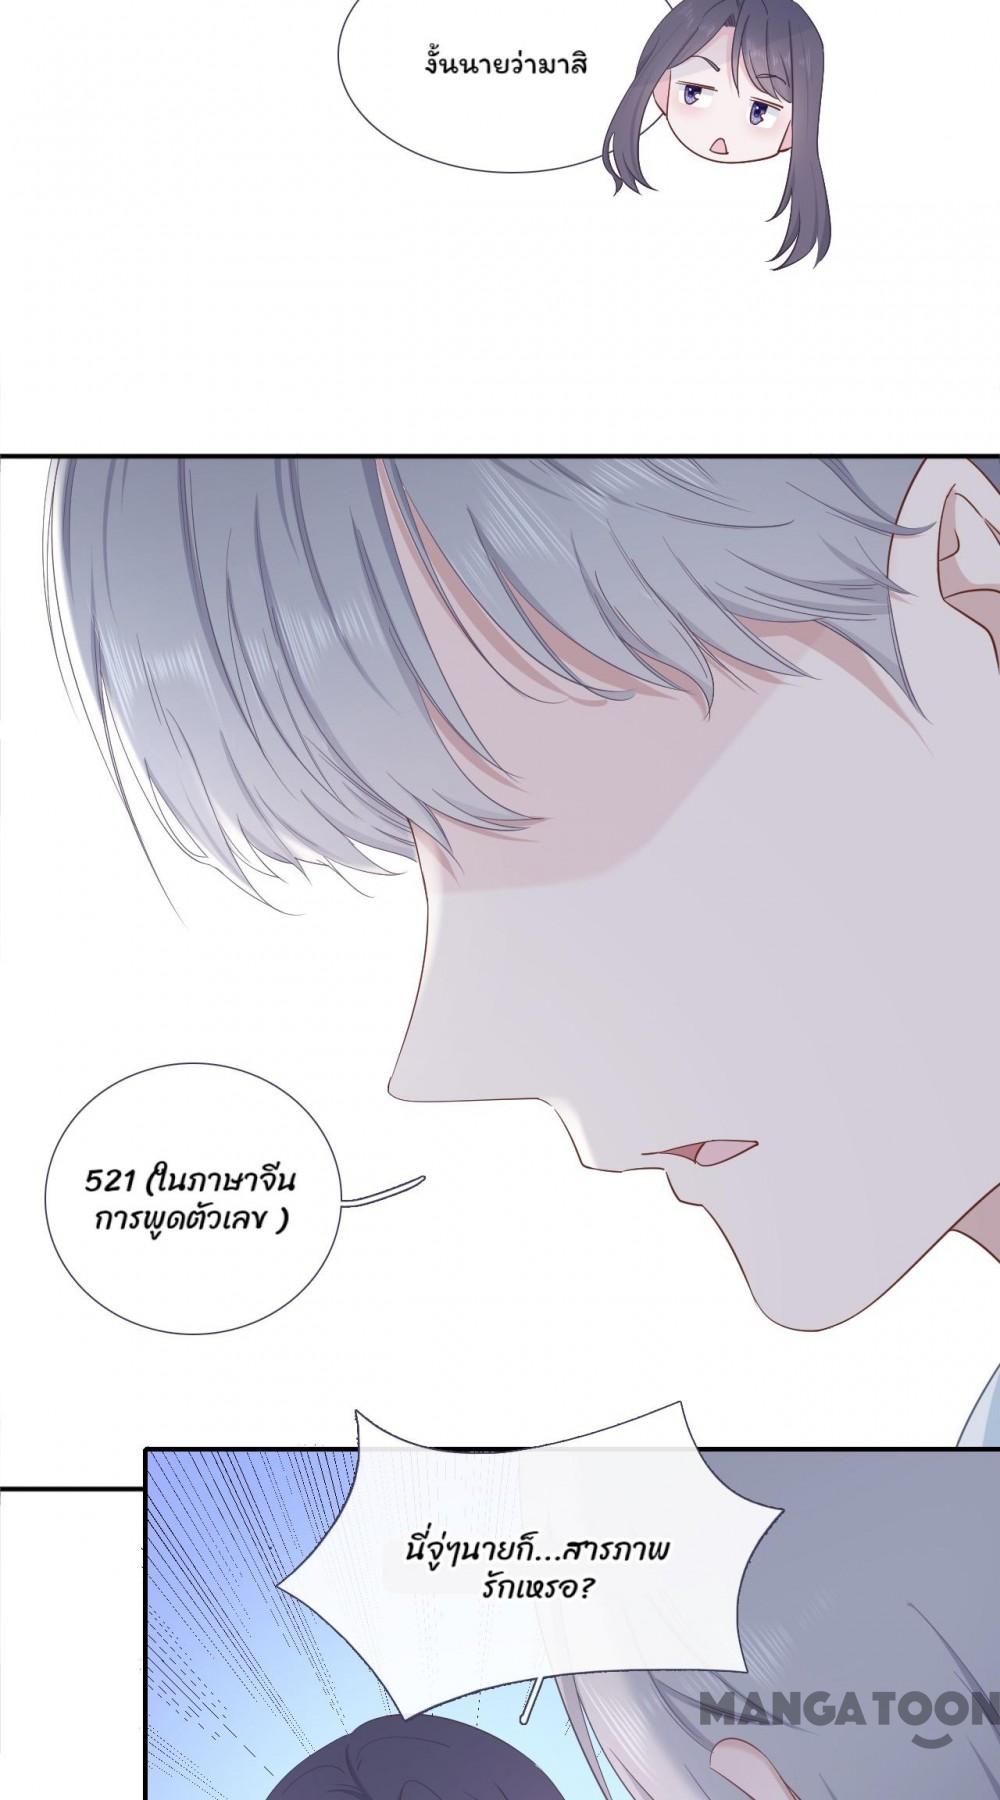 งั้นนายว่ามาสิ
521 (ในภาษาจีน
การพูดตัวเลข )
นี่จู่ๆนายก็...สารภาพ
รักเหรอ?
MANGATOON